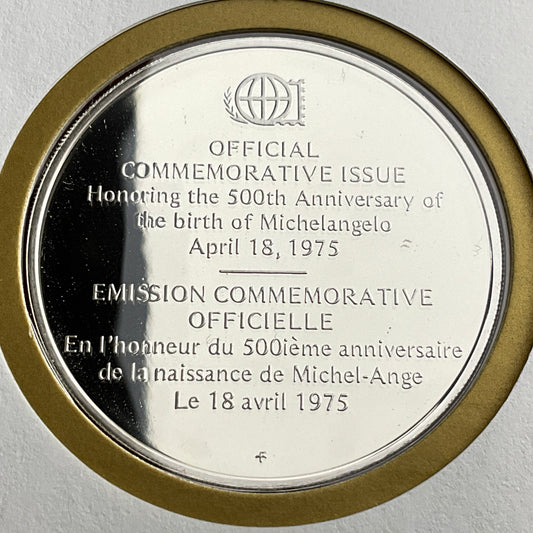 OFFICIAL
COMMEMORATIVE ISSUE
Honoring the 500th Anniversary of
the birth of Michelangelo
April 18, 1975
EMISSION COMMEMORATIVE
OFFICIELLE
En l'honneur du 500ième anniversaire
de la naissance de Michel-Ange
Le 18 avril 1975